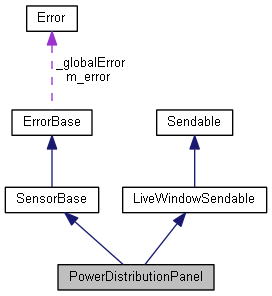 Error
_globalError
m_error
ErrorBase
Sendable
SensorBase
LiveWindowSendable
PowerDistributionPanel